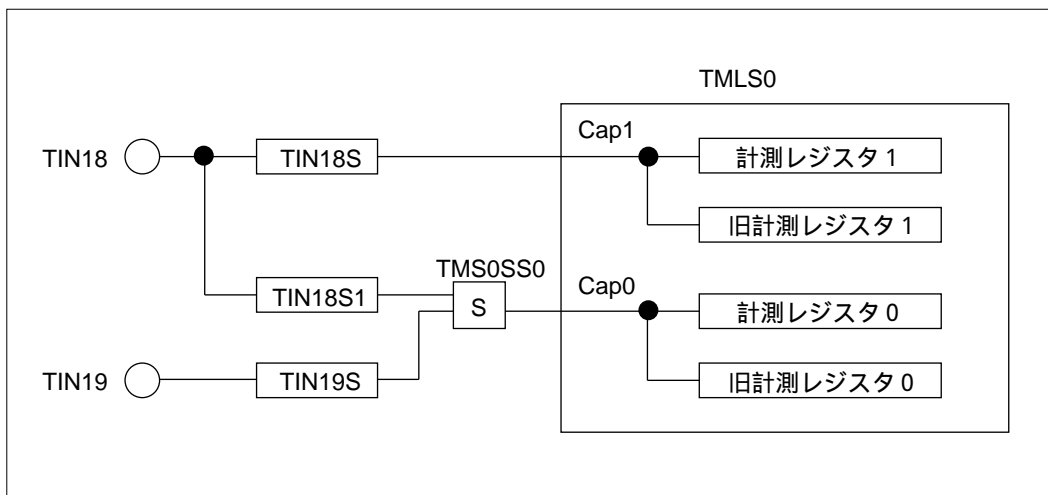 TMLS0
Cap1
TIN18
TIN18S
計測レジスタ1
旧計測レジスタ1
TMS0SS0
Cap0
TIN18S1
S
計測レジスタ0
TIN19
TIN19S
旧計測レジスタ0